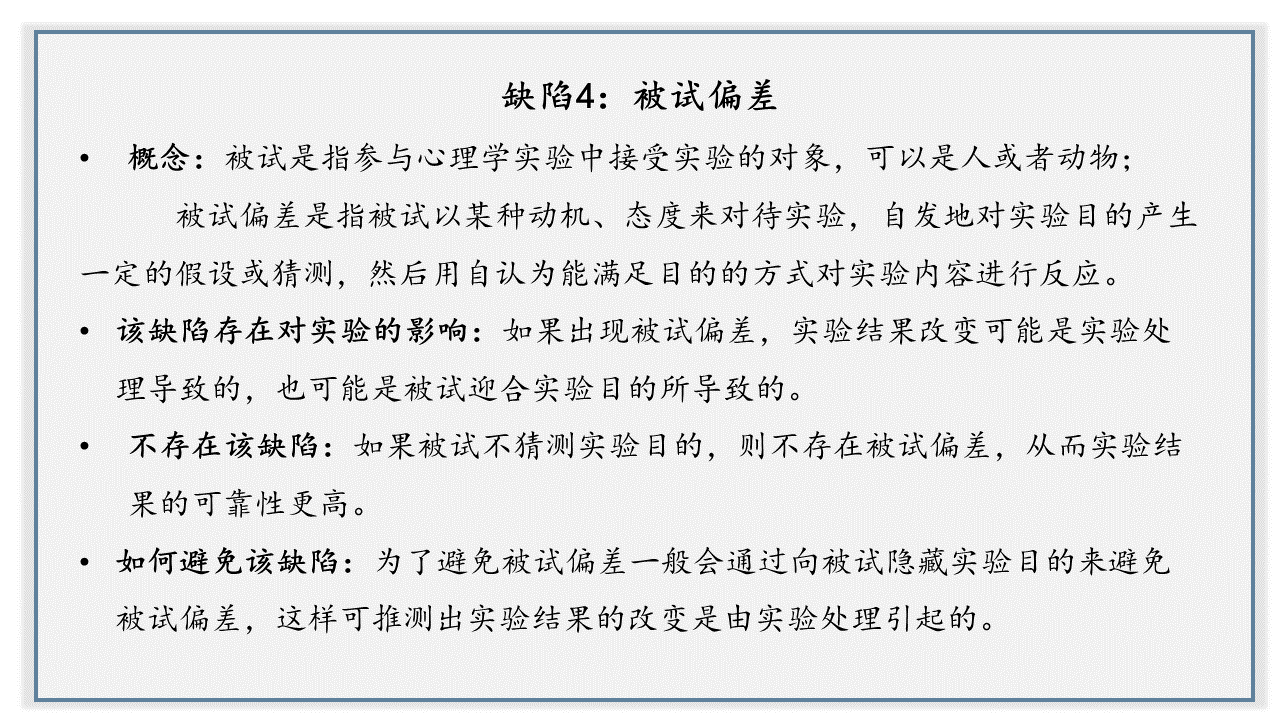 缺陷4：被试偏差
• 概念：被试是指参与心理学实验中接受实验的对象，可以是人或者动物；
被试偏差是指被试以某种动机、态度来对待实验，自发地对实验目的产生
一定的假设或猜测，然后用自认为能满足目的的方式对实验内容进行反应。
• 该缺陷存在对实验的影响：如果出现被试偏差，实验结果改变可能是实验处
理导致的，也可能是被试迎合实验目的所导致的。
• 不存在该缺陷：如果被试不猜测实验目的，则不存在被试偏差，从而实验结
果的可靠性更高。
• 如何避免该缺陷：为了避免被试偏差一般会通过向被试隐藏实验目的来避免
被试偏差，这样可推测出实验结果的改变是由实验处理引起的。